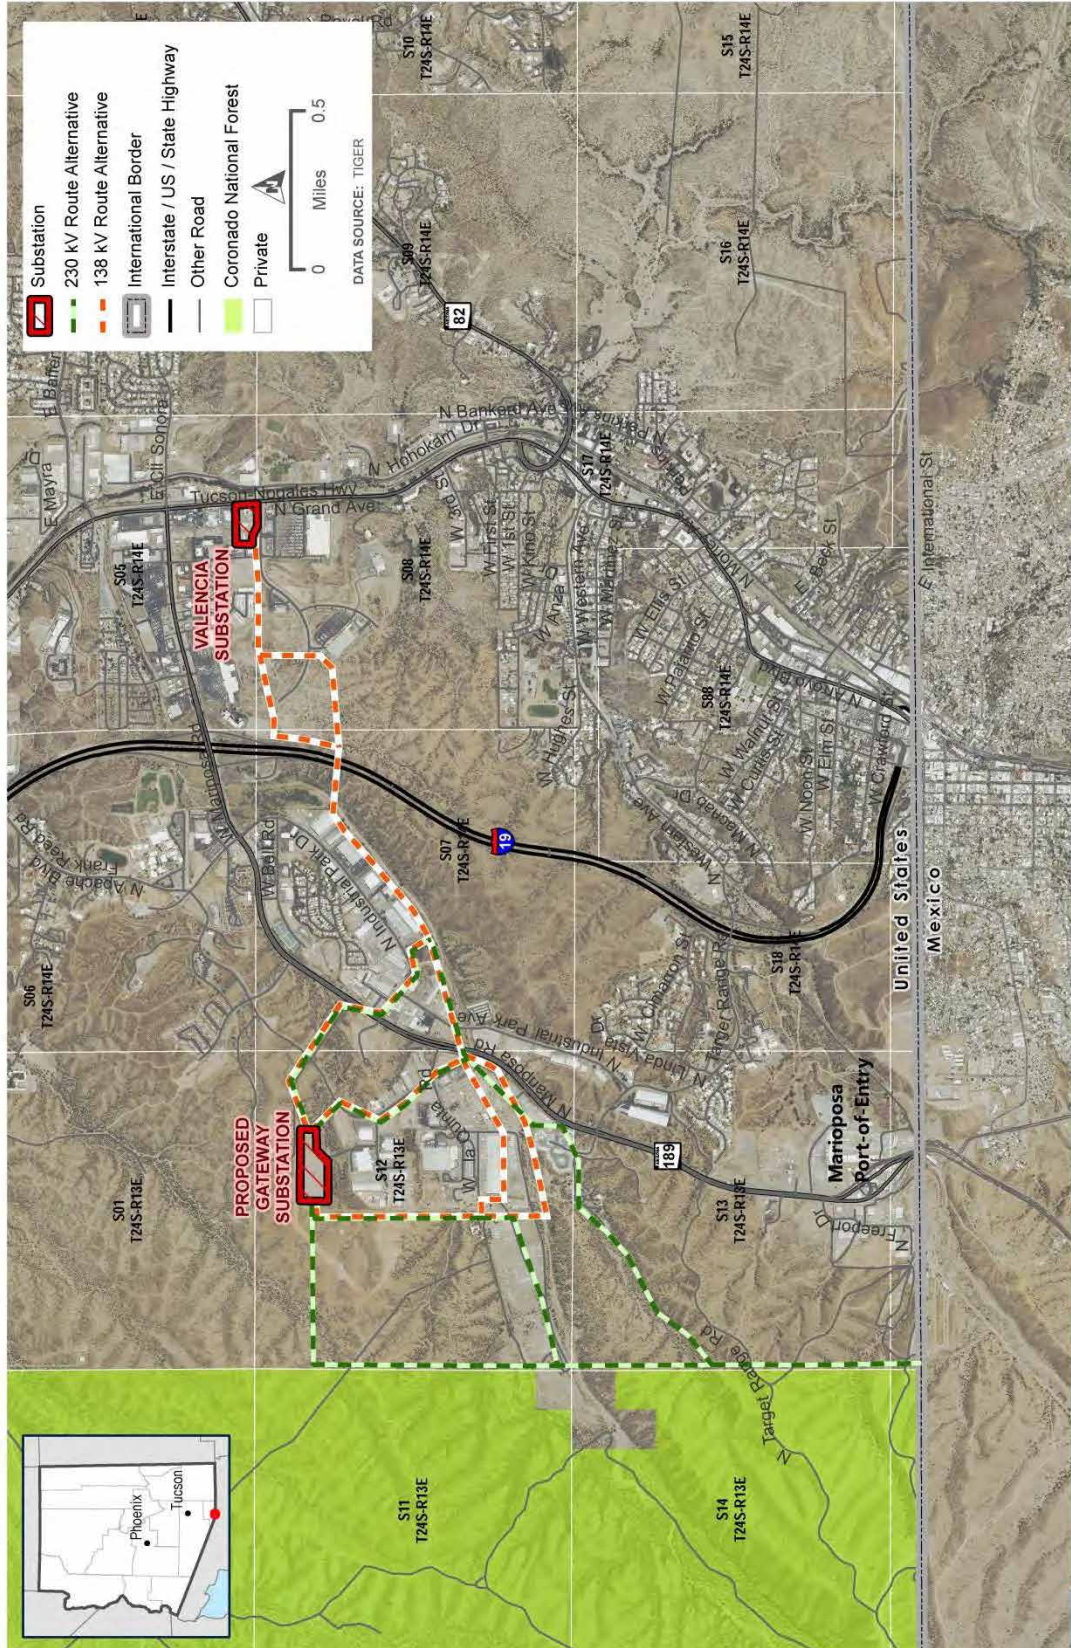 Phoenix
Tucson
Substation
230 kV Route Alternative
138 kV Route Alternative
International Border
Interstate / US / State Highway
Other Road
Coronado National Forest
Private
N
0
0.5
Miles
DATA SOURCE: TIGER
S01
T24S-R13E
S06
T24S-R14E
S05
T24S-R14E
S10
T24S-R14E
Frank Reed Rd
N Apache Blvd
W Mariposa Rd
E Mayra
Dr
E Cll Sonora
VALENCIA
SUBSTATION
Tucson-Nogales Hwy
N Grand Ave
N Hohokam Dr
N Bankard Ave
PROPOSED
GATEWAY
SUBSTATION
W Bell Rd
N Industrial Park Dr
S11
T24S-R13E
S12
T24S-R13E
W la Quinta
Rd
S07
T24S-R14E
19
S08
T24S-R14E
S09
T24S-R14E
82
W 3rd St
W First St
W 1st St
W Kino St
W Anza
Dr
W Hughes St
W Western Ave
W Martinez St
S17
T24S-R14E
N Mariposa Rd
N Industrial Park Ave
189
N Linda Vista
Dr
W Cimarron St
Target Range R
N Western Ave
N Macnab Dr
W Curtis St
W Walnut St
W Ellis St
W Pajarito St
S88
T24S-R14E
N Arroyo Blvd
E Beck St
S16
T24S-R14E
S15
T24S-R14E
S14
T24S-R13E
N Target Range Rd
S13
T24S-R13E
S18
T24S-R14E
W Noon St
W Elm St
W Crawford St
Marioposa
Port-of-Entry
N Freeport Dr
United States
Mexico
E International St